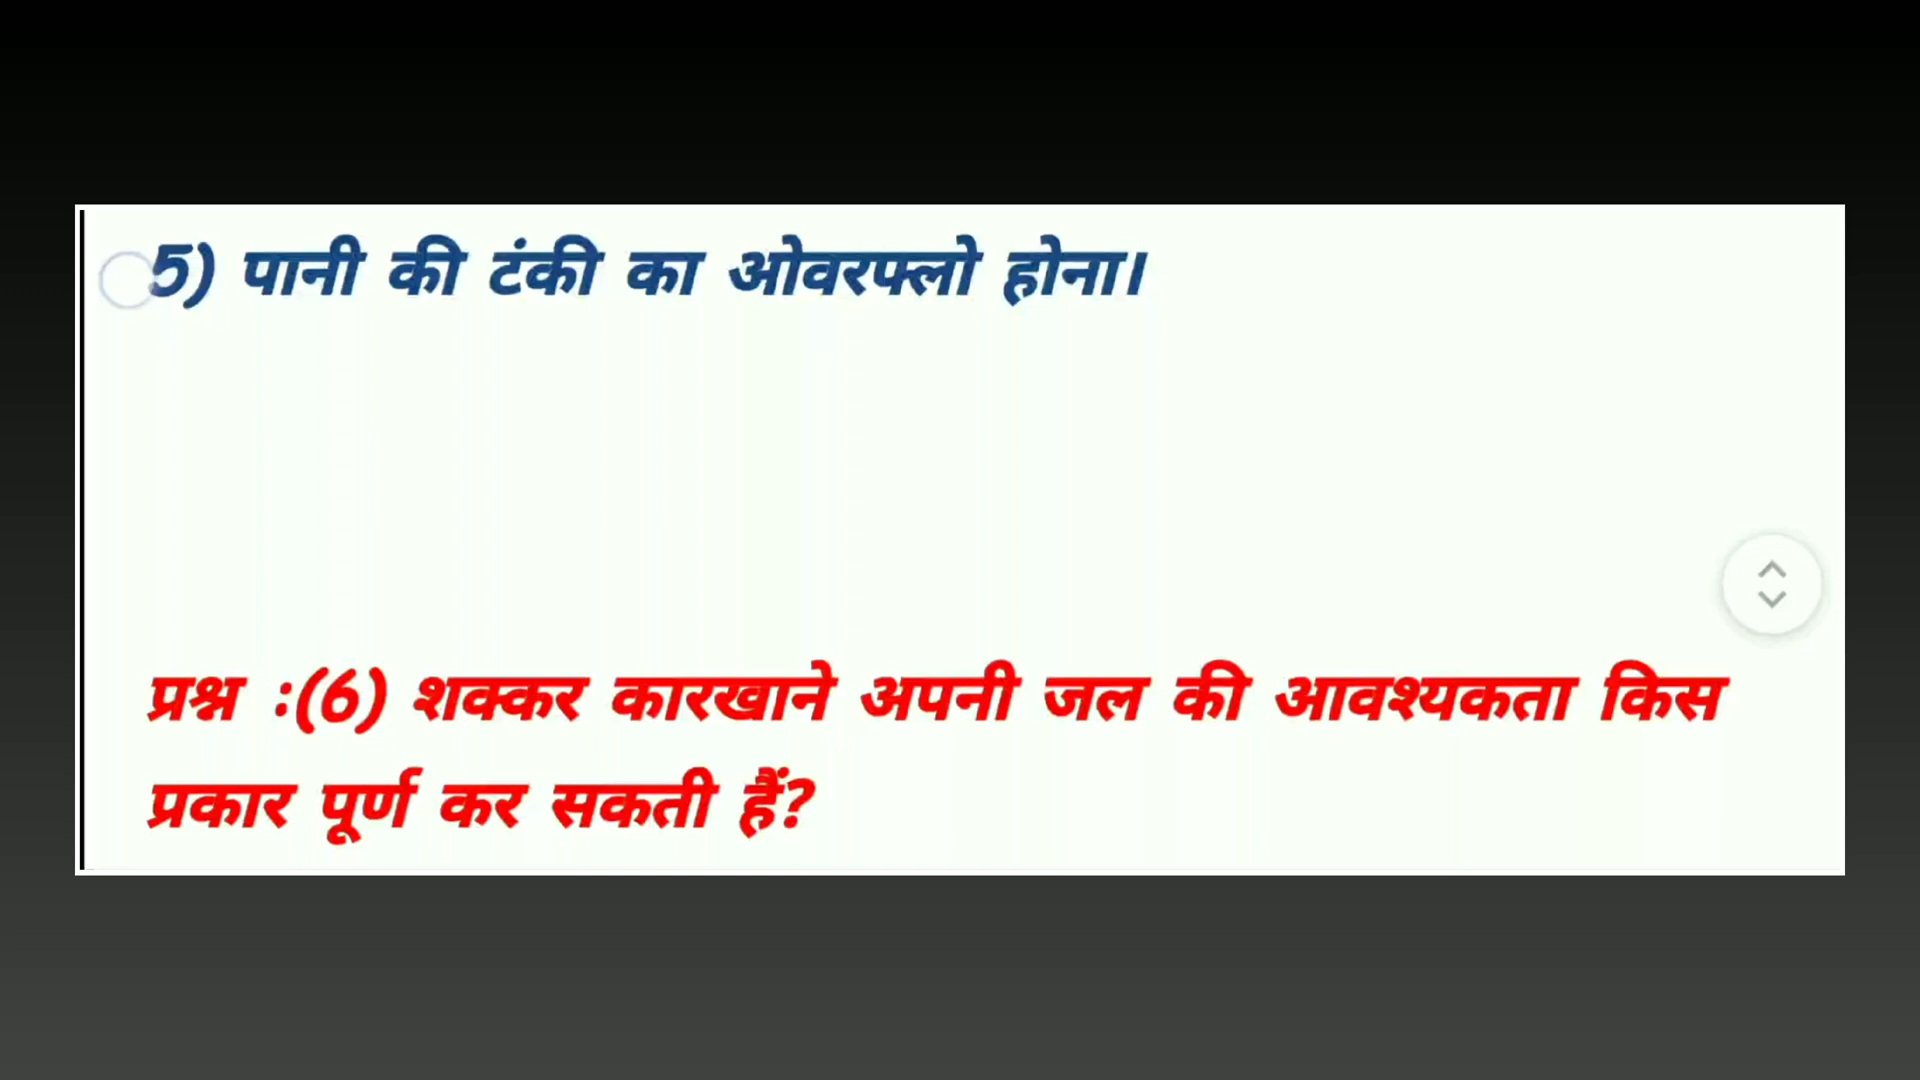 5) पानी की टंकी का ओवरफ्लो होना।
प्रश्न :(6) शक्कर कारखाने अपनी जल की आवश्यकता किस
प्रकार पूर्ण कर सकती हैं?